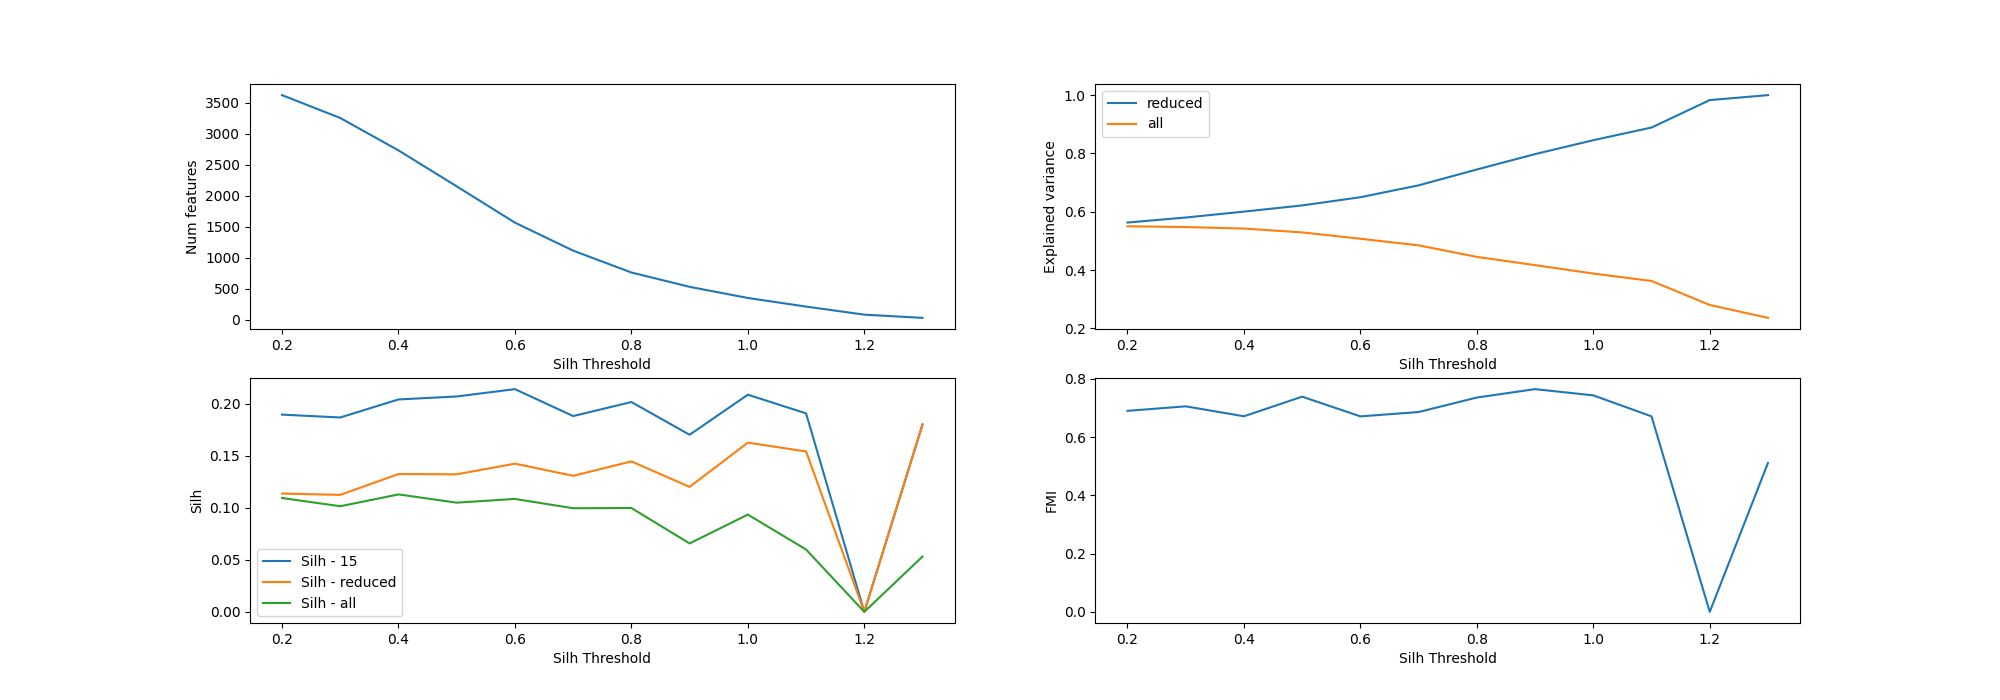 Num features
3500
3000
2500
2000
1500
1000
500
0
0.2 0.4 0.6 0.8 1.0 1.2
Silh Threshold
Explained variance
1.0
0.8
0.6
0.4
0.2
reduced
all
0.2 0.4 0.6 0.8 1.0 1.2
Silh Threshold
Silh
0.20
0.15
0.10
0.05
0.00
Silh - 15
Silh - reduced
Silh - all
0.2 0.4 0.6 0.8 1.0 1.2
Silh Threshold
FMI
0.8
0.6
0.4
0.2
0.0
0.2 0.4 0.6 0.8 1.0 1.2
Silh Threshold